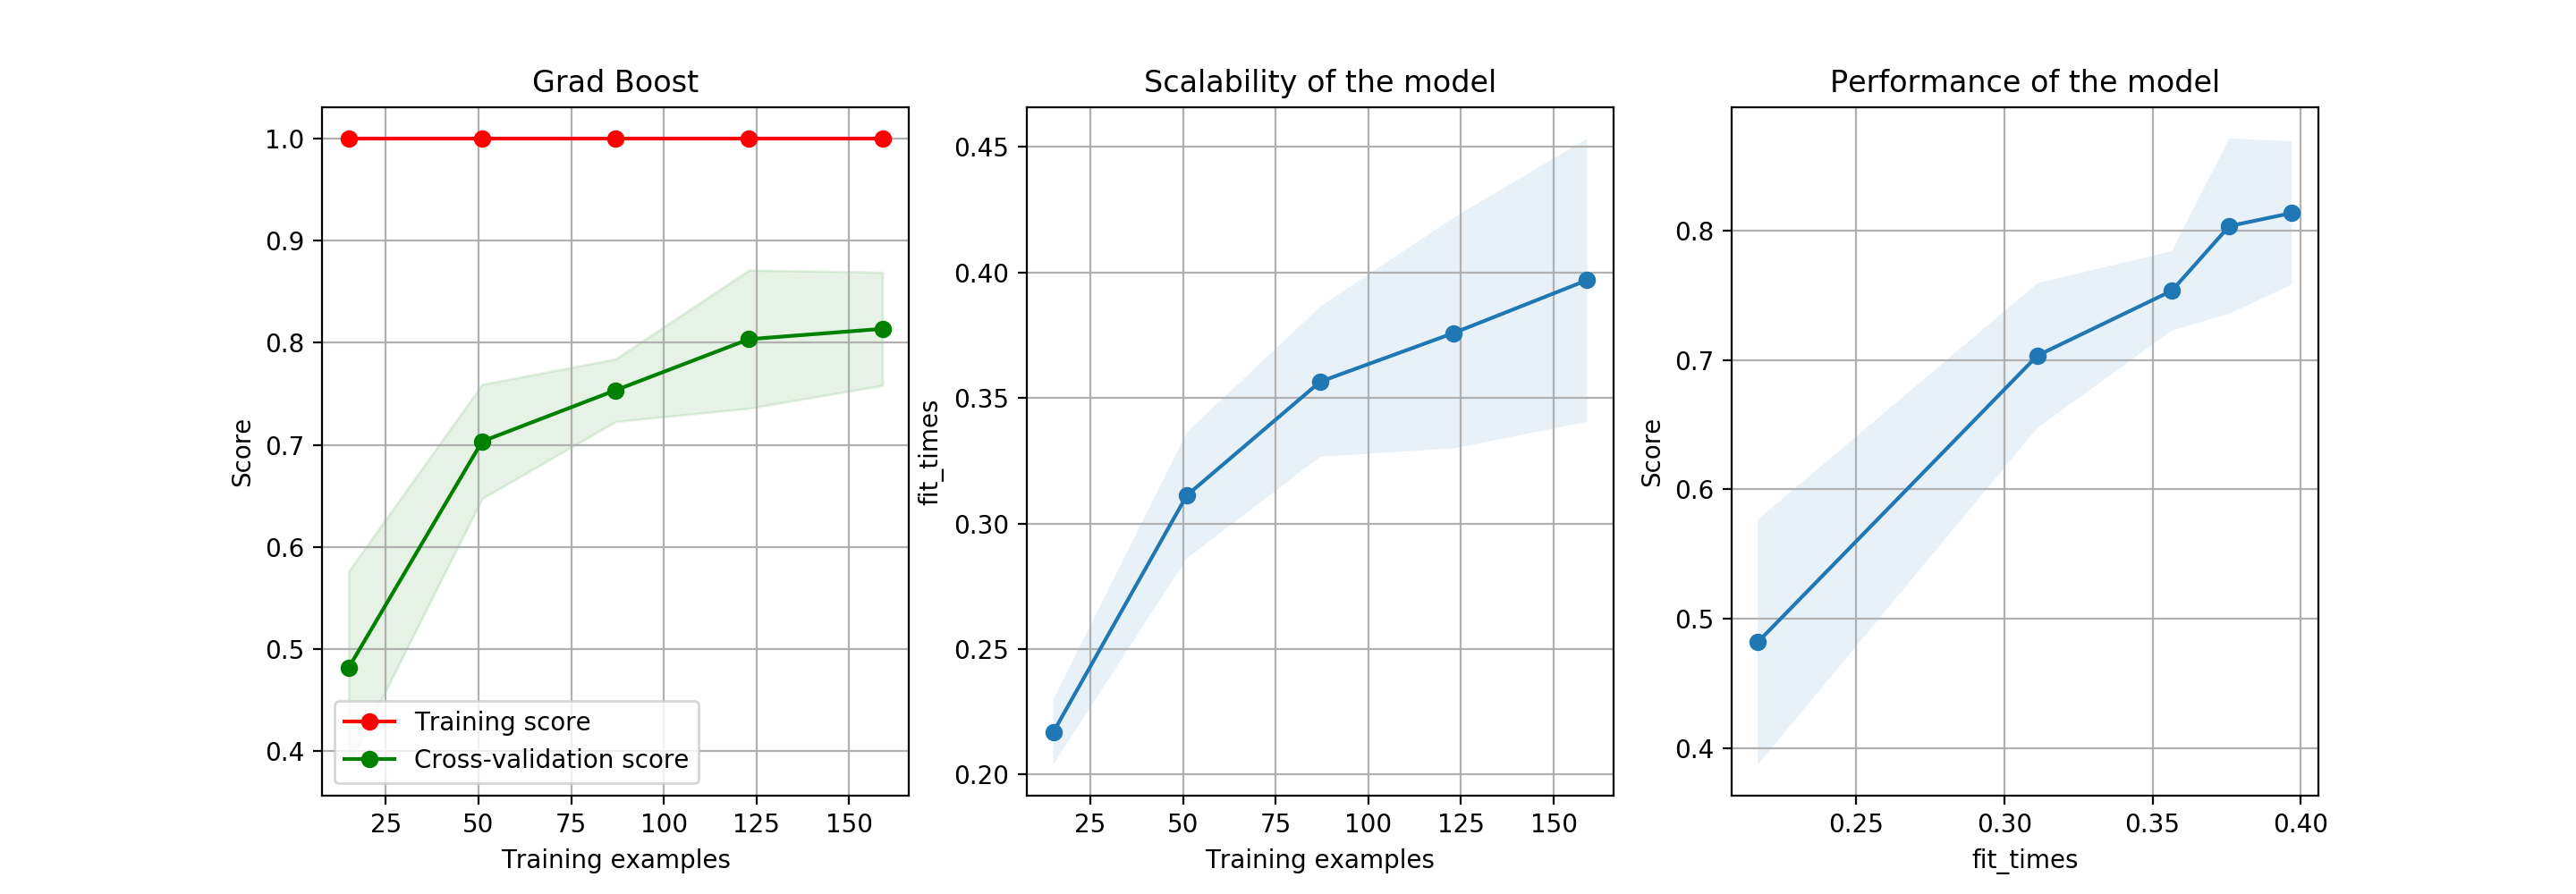 Grad Boost
1.0
0.9
0.8
0.7
0.6
0.5
0.4
Score
Training score
Cross-validation score
25 50 75 100 125 150
Training examples
Scalability of the model
0.45
0.40
0.35
0.30
0.25
0.20
fit_times
25 50 75 100 125 150
Training examples
Performance of the model
0.8
0.7
0.6
0.5
0.4
Score
0.25 0.30 0.35 0.40
fit_times